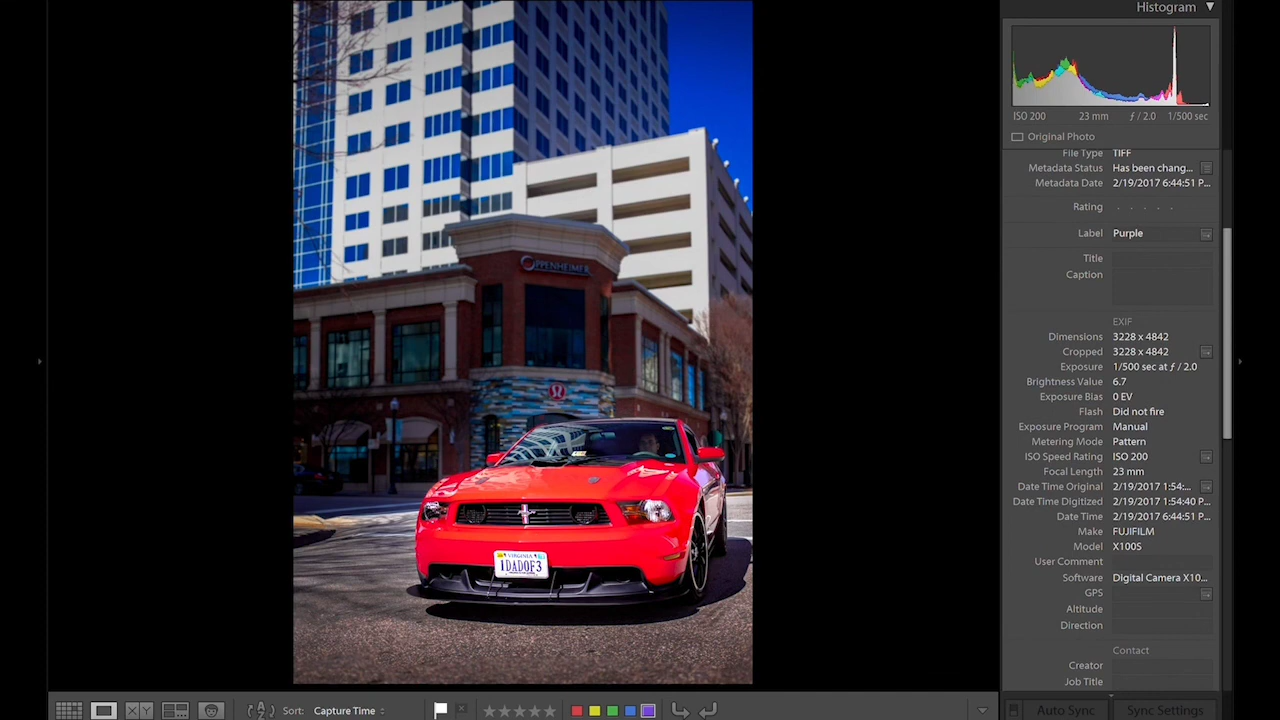 Histogram
ISO 200 23 mm ƒ / 2.0 1/500 sec
Original Photo
File Type TIFF
Metadata Status Has been chang...
Metadata Date 2/19/2017 6:44:51 P...
Rating
Label Purple
Title
Caption
EXIF
Dimensions 3228 x 4842
Cropped 3228 x 4842
Exposure 1/500 sec at ƒ / 2.0
Brightness Value 6.7
Exposure Bias 0 EV
Flash Did not fire
Exposure Program Manual
Metering Mode Pattern
ISO Speed Rating ISO 200
Focal Length 23 mm
Date Time Original 2/19/2017 1:54:...
Date Time Digitized 2/19/2017 1:54:40 P...
Date Time 2/19/2017 6:44:51 P...
Make FUJIFILM
Model X100S
User Comment
Software Digital Camera X10...
GPS
Altitude
Direction
Contact
Creator
Job Title
OPPENHEIMER
VIRGINIA
1DADOF3
X Y
Sort: Capture Time
Auto Sync Sync Settings